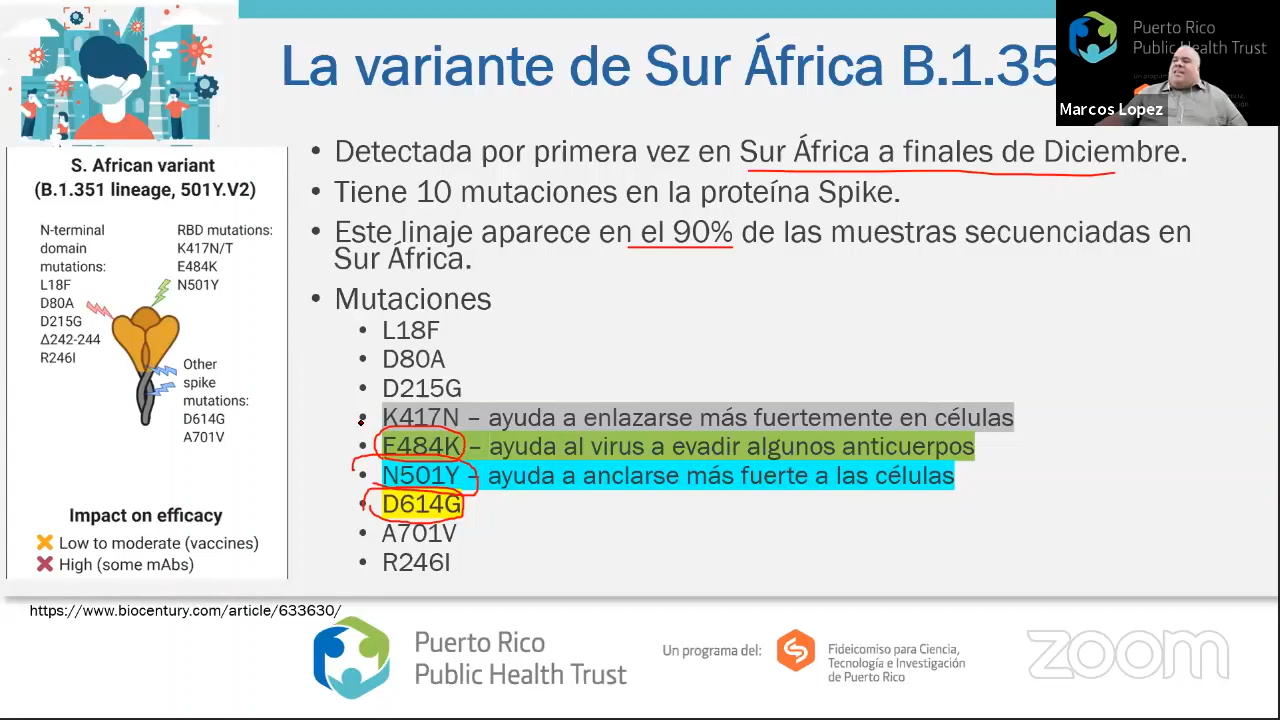 La variante de Sur África B.1.35
Puerto Rico
Public Health Trust
Marcos Lopez
S. African variant
(B.1.351 lineage, 501Y.V2)
N-terminal
domain
mutations:
L18F
D80A
D215G
Δ242-244
R246I
RBD mutations:
K417N/T
E484K
N501Y
Other
spike
mutations:
D614G
A701V
Impact on efficacy
Low to moderate (vaccines)
High (some mAbs)
• Detectada por primera vez en Sur África a finales de Diciembre.
• Tiene 10 mutaciones en la proteína Spike.
• Este linaje aparece en el 90% de las muestras secuenciadas en
Sur África.
• Mutaciones
• L18F
• D80A
• D215G
• K417N – ayuda a enlazarse más fuertemente en células
• E484K – ayuda al virus a evadir algunos anticuerpos
• N501Y – ayuda a anclarse más fuerte a las células
• D614G
• A701V
• R246I
https://www.biocentury.com/article/633630/
Puerto Rico
Public Health Trust
Un programa del:
Fideicomiso para Ciencia,
Tecnología e Investigación
de Puerto Rico
zoom